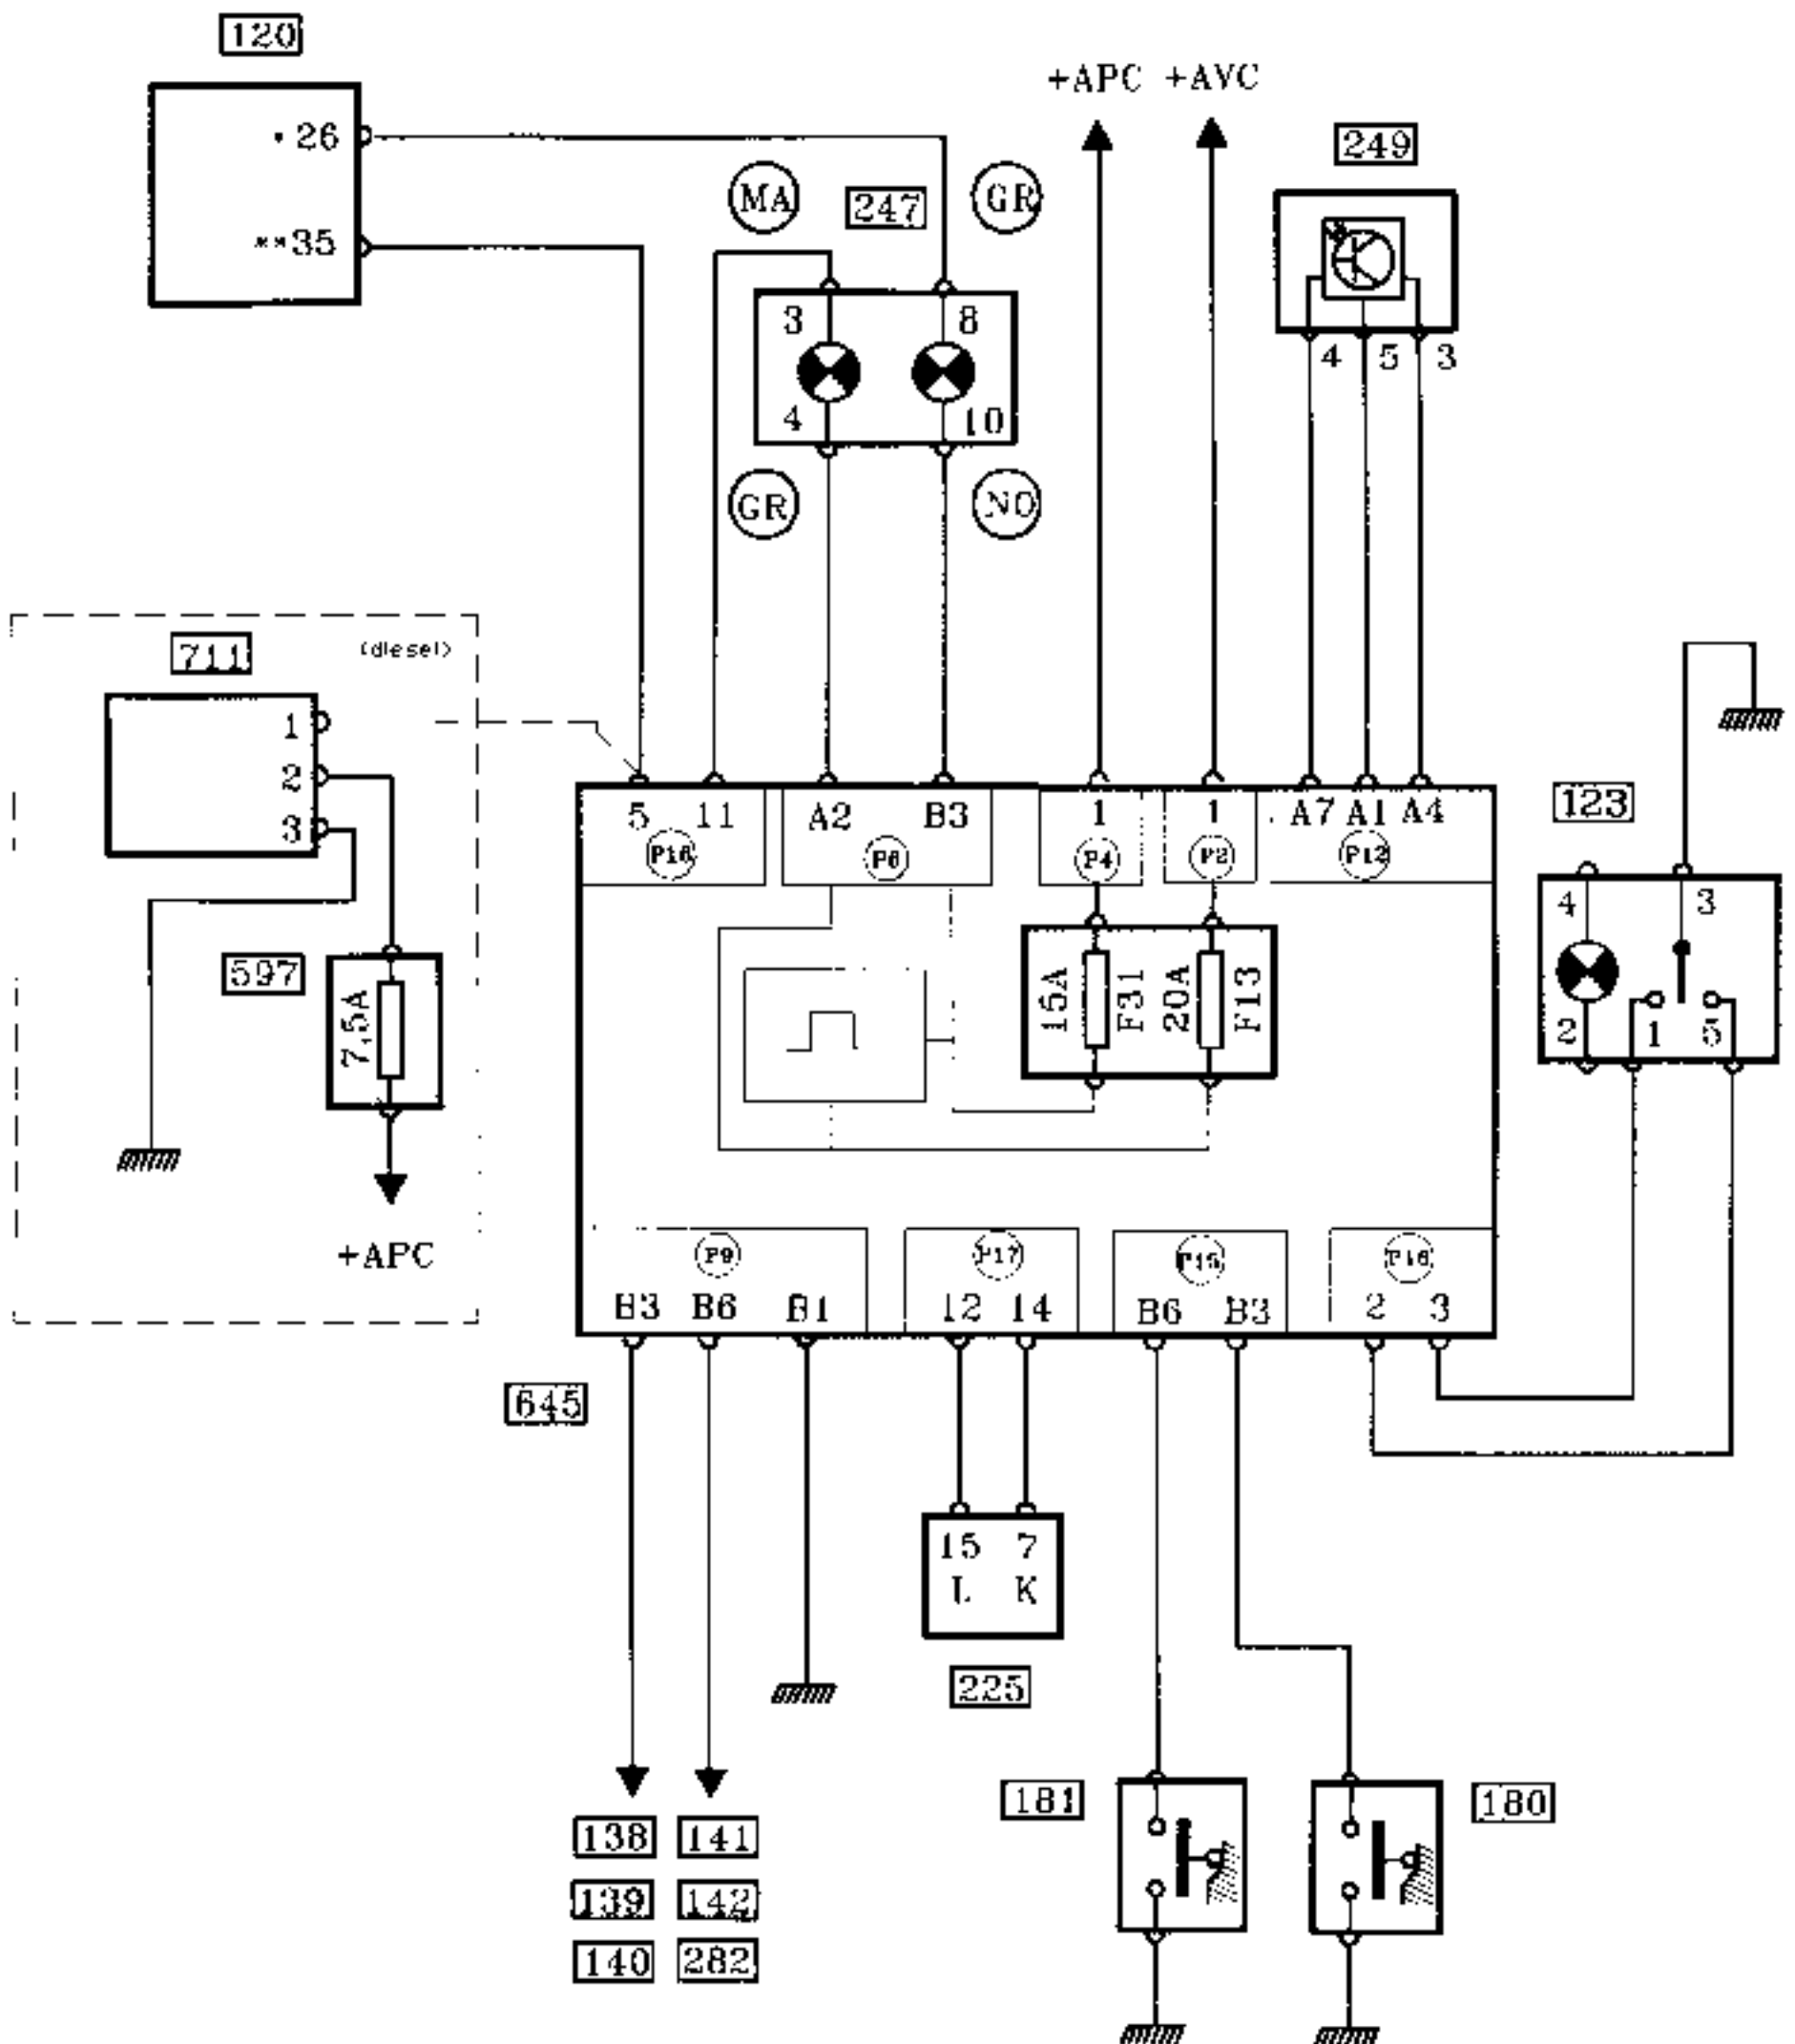 120
+APC +AVC
• 26
249
MA
247
GR
**35
3
8
4
5
3
4
10
GR
NO
711
(diesel)
1
2
3
5
11
A2
B3
1
1
A7
A1
A4
123
P6
P4
P2
P12
4
3
597
7,5A
15A
F31
20A
F13
2
1
5
+APC
P9
P17
P15
B3
B6
B1
12
14
B6
B3
2
3
645
15
7
L
K
225
181
180
138
141
139
142
140
282